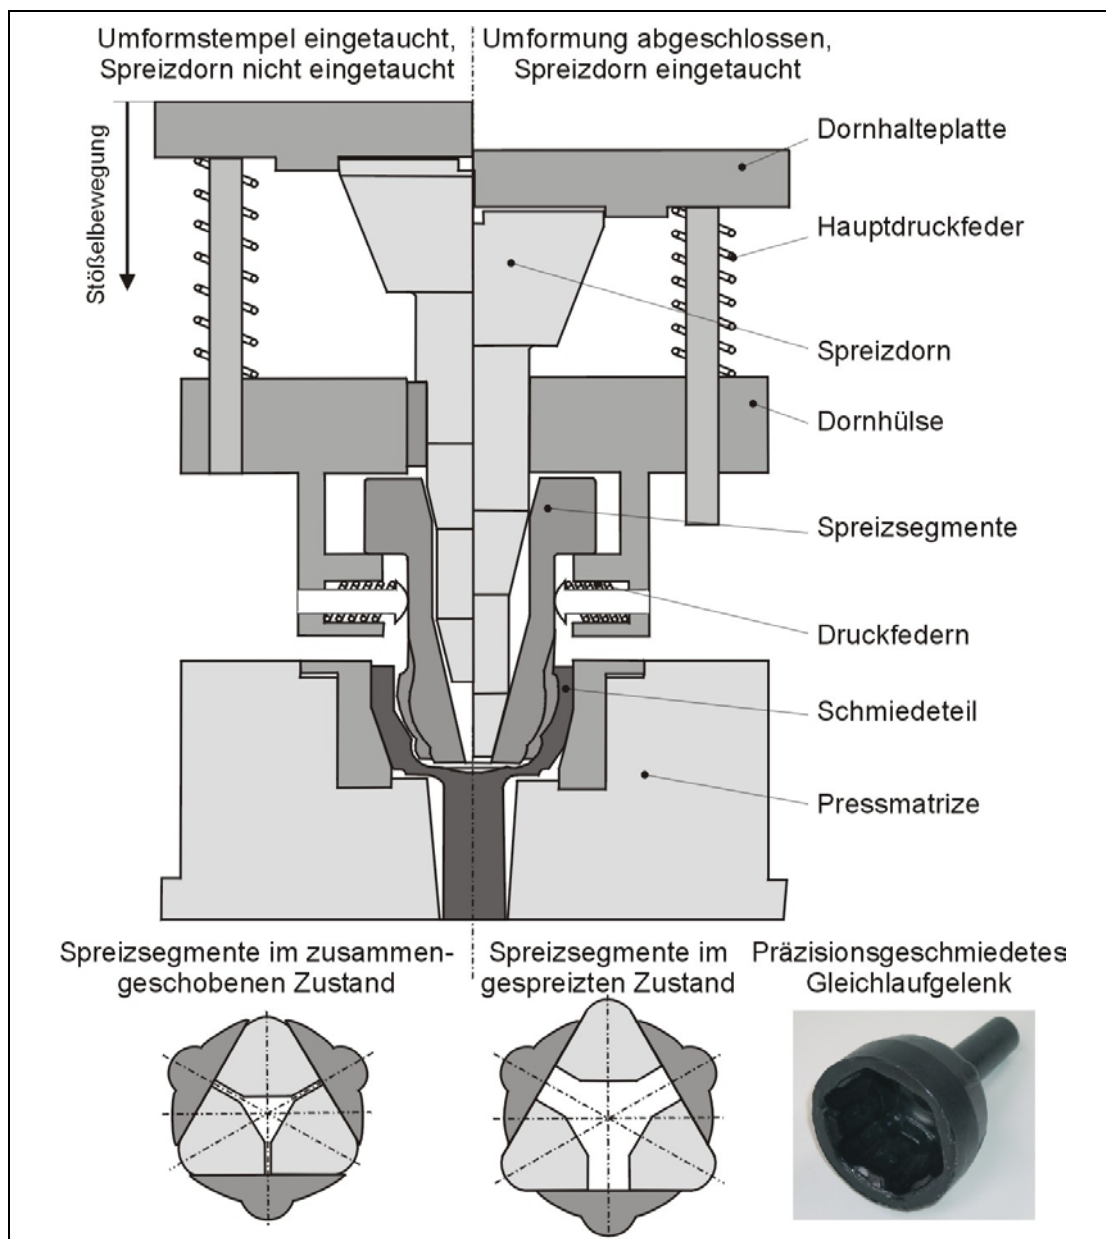 Umformstempel eingetaucht,
Spreizdorn nicht eingetaucht
Umformung abgeschlossen,
Spreizdorn eingetaucht
Stößelbewegung
Dornhalteplatte
Hauptdruckfeder
Spreizdorn
Dornhülse
Spreizsegmente
Druckfedern
Schmiedeteil
Pressmatrize
Spreizsegmente im zusammen-
geschobenen Zustand
Spreizsegmente im
gespreizten Zustand
Präzisionsgeschmiedetes
Gleichlaufgelenk